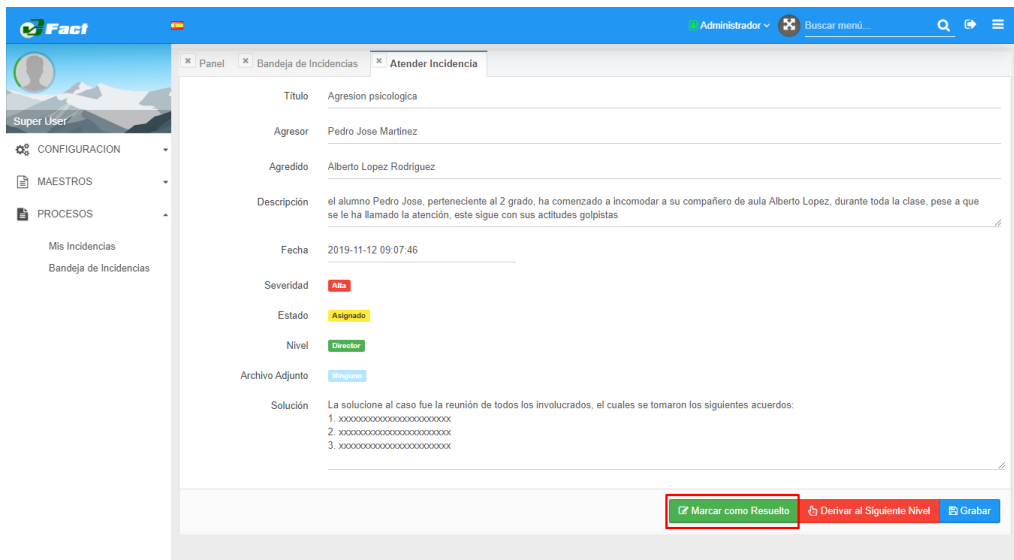 Fact
Administrador
Buscar menú...
Super User
CONFIGURACION
MAESTROS
PROCESOS
Mis Incidencias
Bandeja de Incidencias
Panel
Bandeja de Incidencias
Atender Incidencia
Título
Agresion psicologica
Agresor
Pedro Jose Martinez
Agredido
Alberto Lopez Rodriguez
Descripción
el alumno Pedro Jose, perteneciente al 2 grado, ha comenzado a incomodar a su compañero de aula Alberto Lopez, durante toda la clase, pese a que
se le ha llamado la atención, este sigue con sus actitudes golpistas
Fecha
2019-11-12 09:07:46
Severidad
Alta
Estado
Asignado
Nivel
Director
Archivo Adjunto
Ninguno
Solución
La solucione al caso fue la reunión de todos los involucrados, el cuales se tomaron los siguientes acuerdos:
1. xxxxxxxxxxxxxxxxxxxxxxx
2. xxxxxxxxxxxxxxxxxxxxxxx
3. xxxxxxxxxxxxxxxxxxxxxxx
Marcar como Resuelto
Derivar al Siguiente Nivel
Grabar